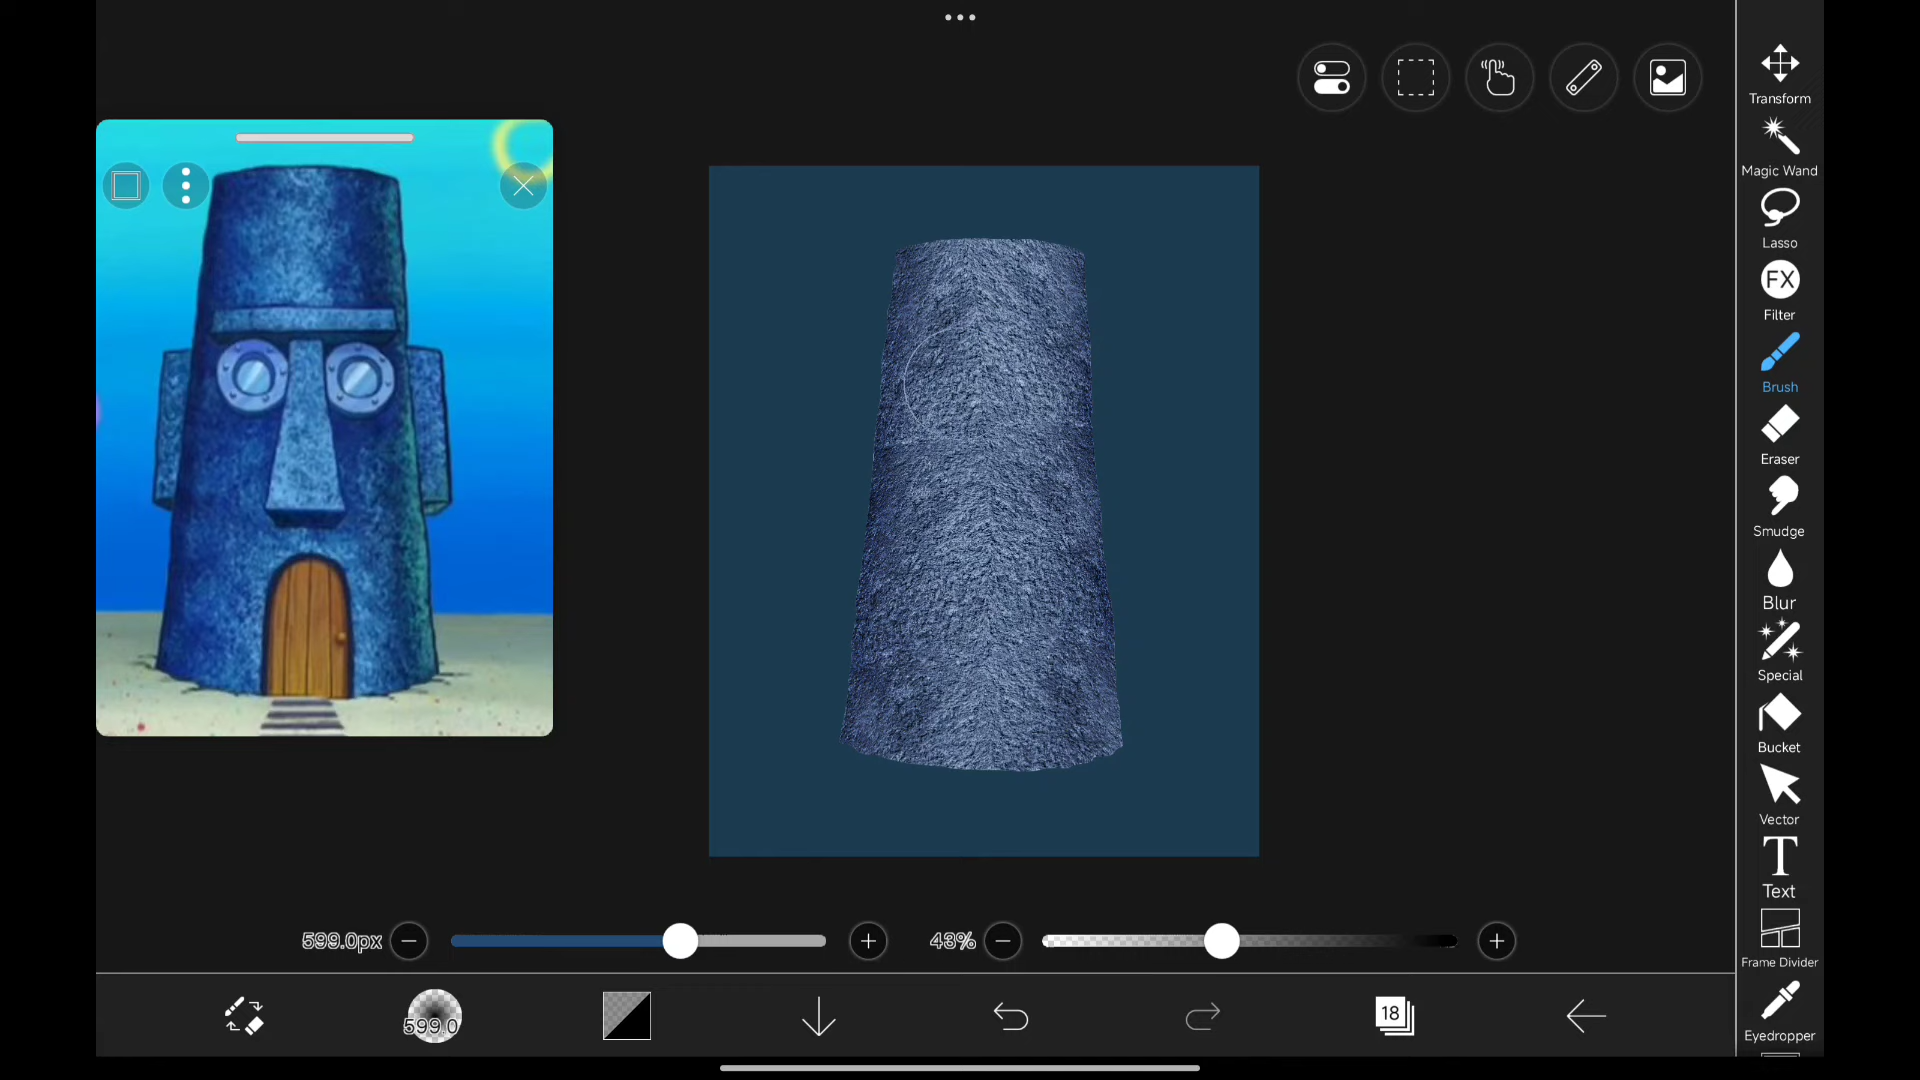 Transform
Magic Wand
Lasso
FX
Filter
Brush
Eraser
Smudge
Blur
Special
Bucket
Vector
T
Text
Frame Divider
Eyedropper
599.0px
43%
599.0
18